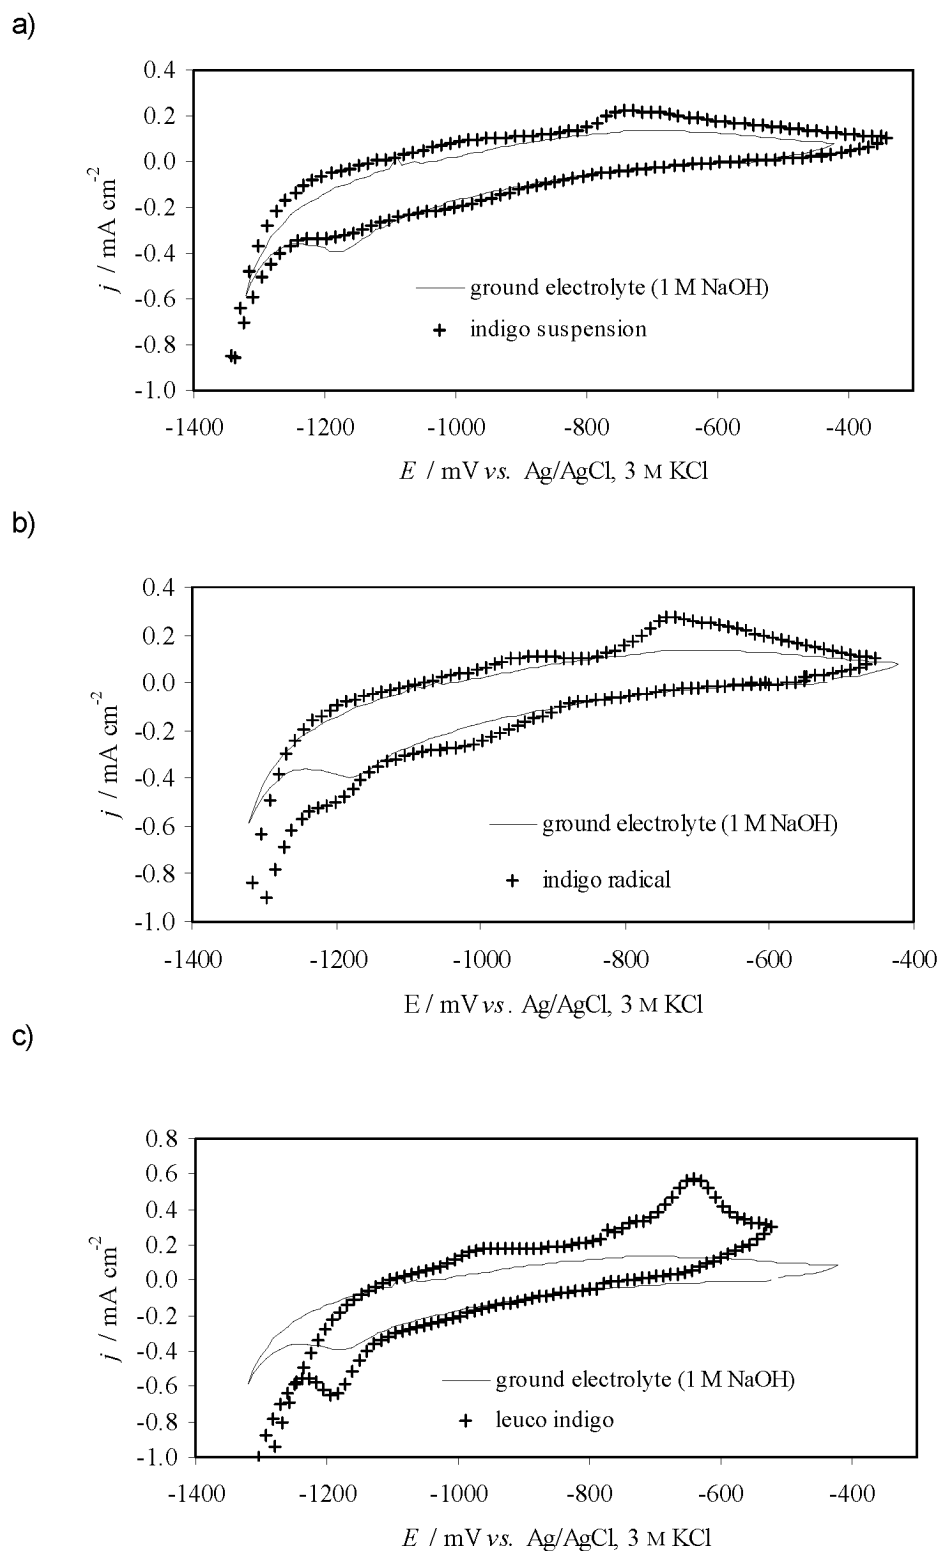 a)
0.4
0.2
0.0
-0.2
-0.4
-0.6
-0.8
-1.0
j / mA cm-2
ground electrolyte (1 M NaOH)
indigo suspension
-1400 -1200 -1000 -800 -600 -400
E / mV vs. Ag/AgCl, 3 M KCl
b)
0.4
0.2
0.0
-0.2
-0.4
-0.6
-0.8
-1.0
j / mA cm-2
ground electrolyte (1 M NaOH)
indigo radical
-1400 -1200 -1000 -800 -600 -400
E / mV vs. Ag/AgCl, 3 M KCl
c)
0.8
0.6
0.4
0.2
0.0
-0.2
-0.4
-0.6
-0.8
-1.0
j / mA cm-2
ground electrolyte (1 M NaOH)
leuco indigo
-1400 -1200 -1000 -800 -600 -400
E / mV vs. Ag/AgCl, 3 M KCl